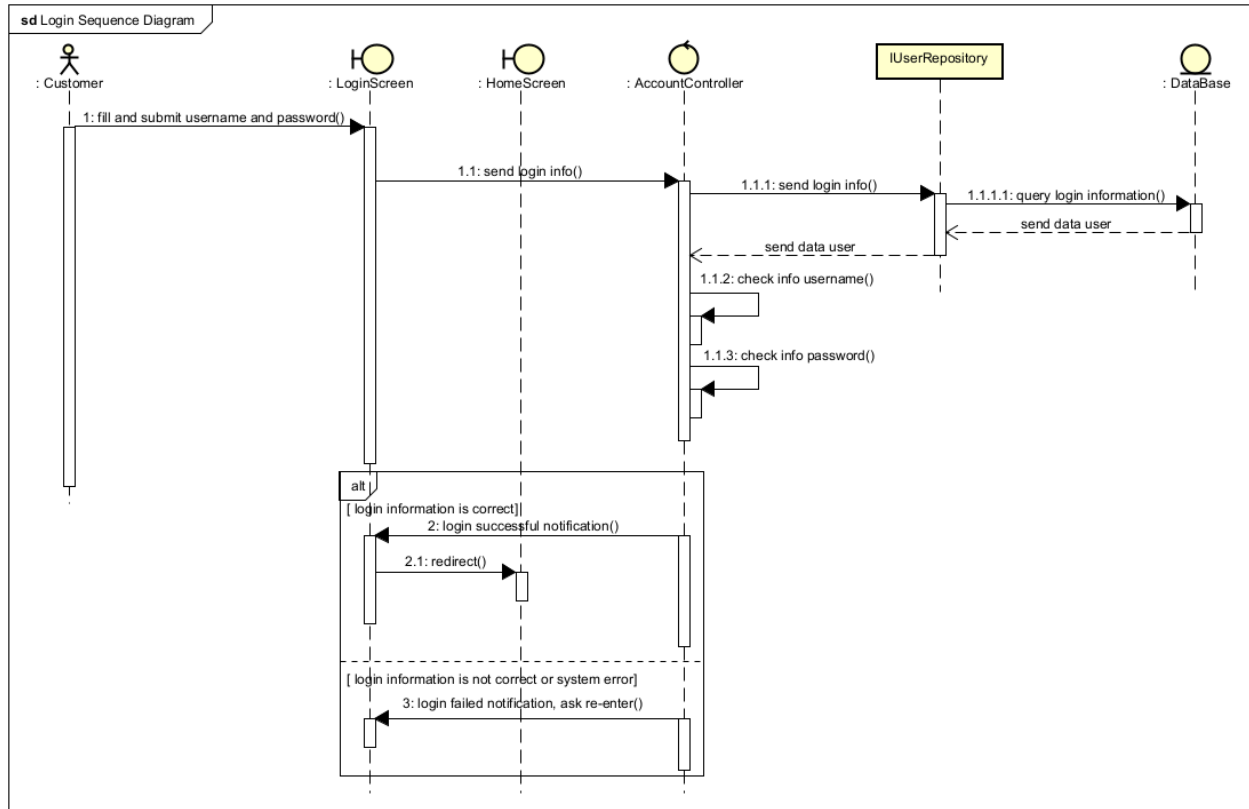 sd Login Sequence Diagram
: Customer
: LoginScreen
: HomeScreen
: AccountController
IUserRepository
: DataBase
1: fill and submit username and password()
1.1: send login info()
1.1.1: send login info()
1.1.1.1: query login information()
send data user
send data user
1.1.2: check info username()
1.1.3: check info password()
alt
[ login information is correct]
2: login successful notification()
2.1: redirect()
[ login information is not correct or system error]
3: login failed notification, ask re-enter()